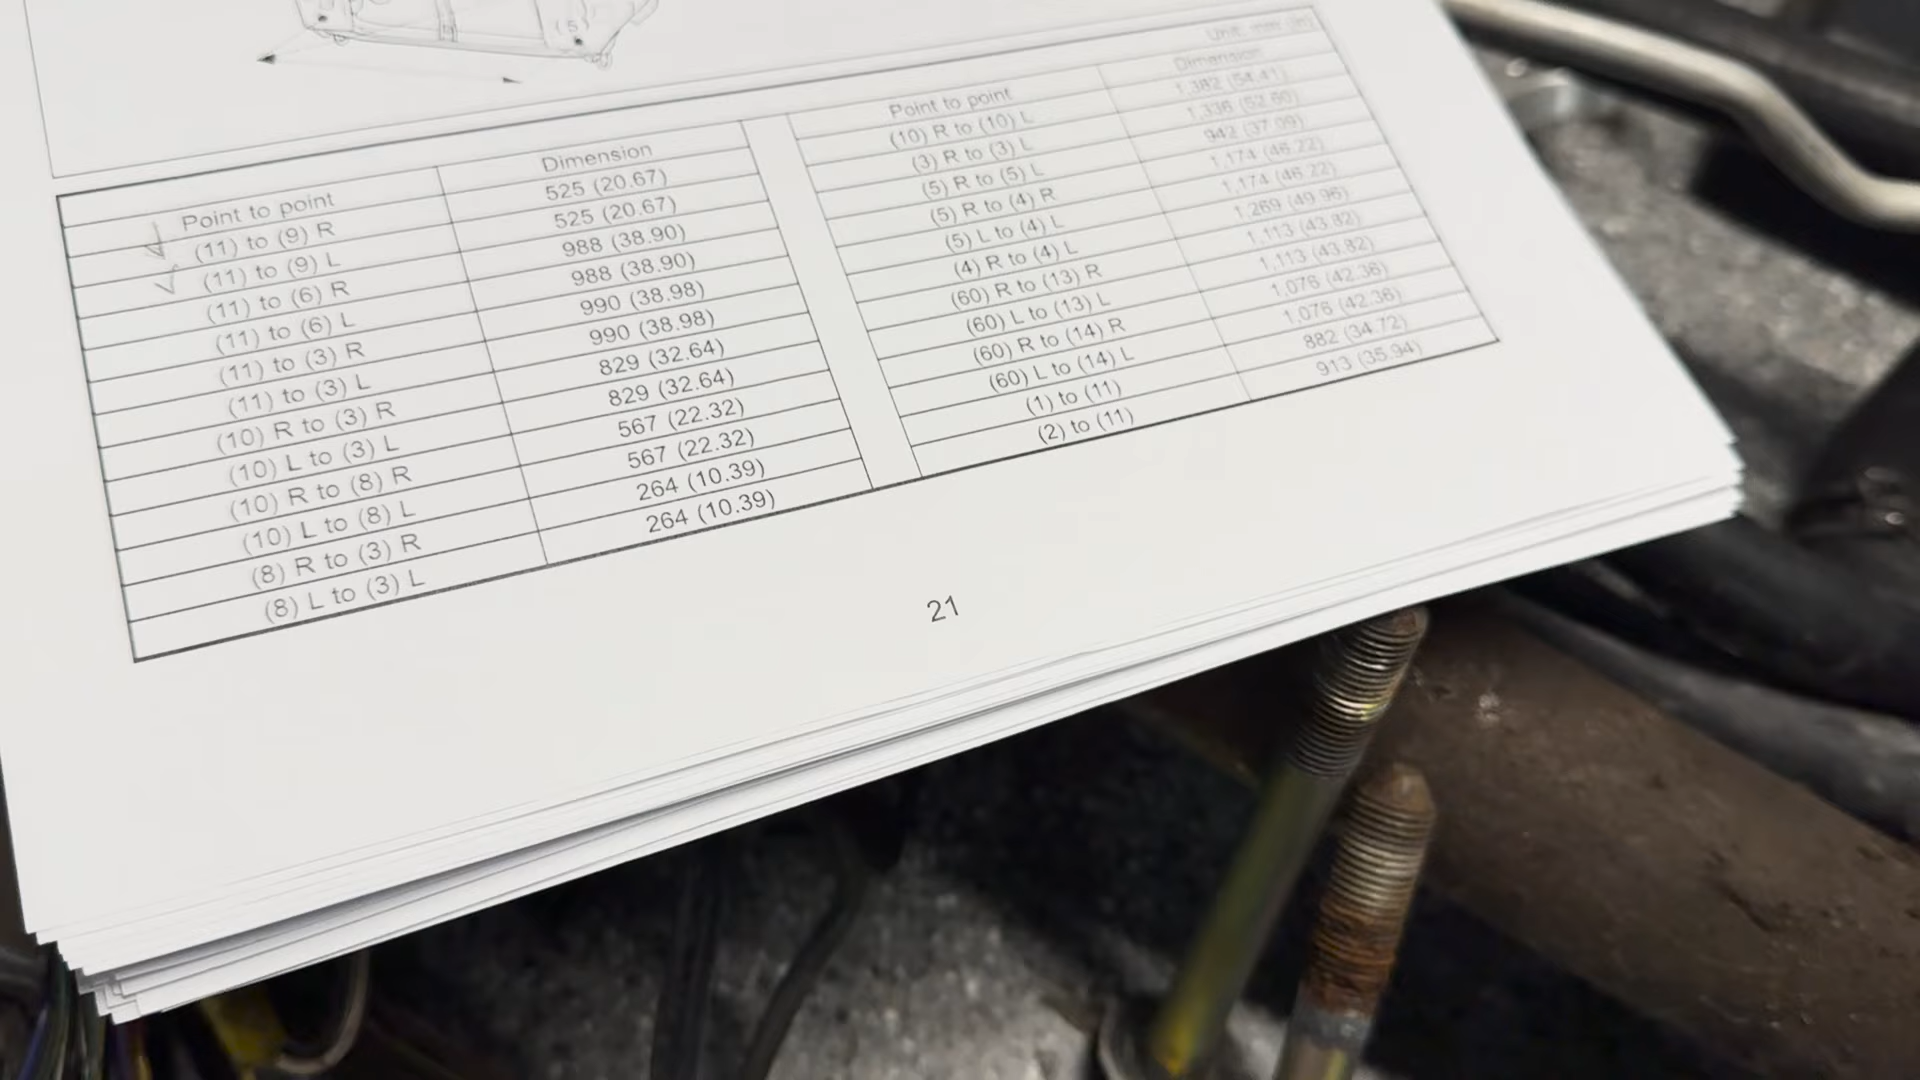 (5)
Unit: mm (in)
Point to point Dimension
(11) to (9) R 525 (20.67)
(11) to (9) L 525 (20.67)
(11) to (6) R 988 (38.90)
(11) to (6) L 988 (38.90)
(11) to (3) R 990 (38.98)
(11) to (3) L 990 (38.98)
(10) R to (3) R 829 (32.64)
(10) L to (3) L 829 (32.64)
(10) R to (8) R 567 (22.32)
(10) L to (8) L 567 (22.32)
(8) R to (3) R 264 (10.39)
(8) L to (3) L 264 (10.39)
Point to point Dimension
(10) R to (10) L 1,382 (54.41)
(3) R to (3) L 1,336 (52.60)
(5) R to (5) L 942 (37.09)
(5) R to (4) R 1,174 (46.22)
(5) L to (4) L 1,174 (46.22)
(4) R to (4) L 1,269 (49.96)
(60) R to (13) R 1,113 (43.82)
(60) L to (13) L 1,113 (43.82)
(60) R to (14) R 1,076 (42.36)
(60) L to (14) L 1,076 (42.36)
(1) to (11) 882 (34.72)
(2) to (11) 913 (35.94)
21